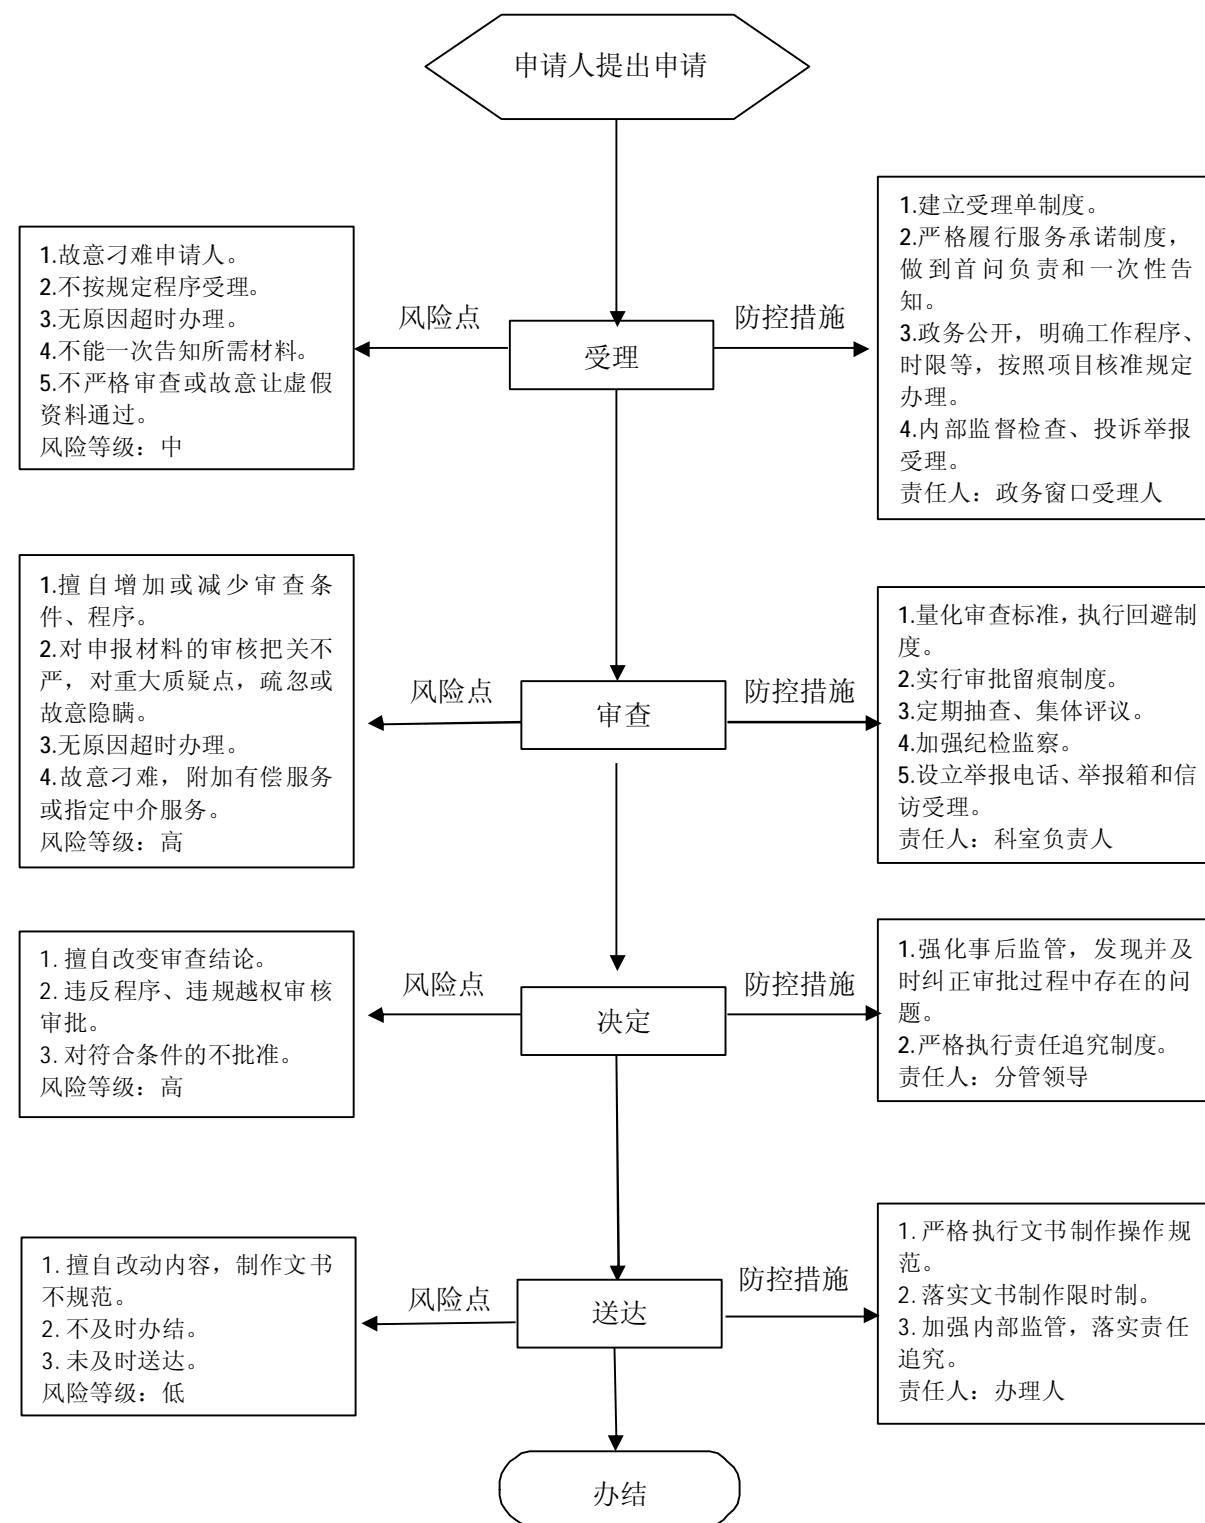 申请人提出申请
1.故意刁难申请人。
2.不按规定程序受理。
3.无原因超时办理。
4.不能一次告知所需材料。
5.不严格审查或故意让虚假
资料通过。
风险等级：中
风险点
受理
防控措施
1.建立受理单制度。
2.严格履行服务承诺制度，
做到首问负责和一次性告
知。
3.政务公开，明确工作程序、
时限等，按照项目核准规定
办理。
4.内部监督检查、投诉举报
受理。
责任人：政务窗口受理人
1.擅自增加或减少审查条
件、程序。
2.对申报材料的审核把关不
严，对重大质疑点，疏忽或
故意隐瞒。
3.无原因超时办理。
4.故意刁难，附加有偿服务
或指定中介服务。
风险等级：高
风险点
审查
防控措施
1.量化审查标准，执行回避制
度。
2.实行审批留痕制度。
3.定期抽查、集体评议。
4.加强纪检监察。
5.设立举报电话、举报箱和信
访受理。
责任人：科室负责人
1.擅自改变审查结论。
2.违反程序、违规越权审核
审批。
3.对符合条件的不批准。
风险等级：高
风险点
决定
防控措施
1.强化事后监管，发现并及
时纠正审批过程中存在的问
题。
2.严格执行责任追究制度。
责任人：分管领导
1.擅自改动内容，制作文书
不规范。
2.不及时办结。
3.未及时送达。
风险等级：低
风险点
送达
防控措施
1.严格执行文书制作操作规
范。
2.落实文书制作限时制。
3.加强内部监管，落实责任
追究。
责任人：办理人
办结